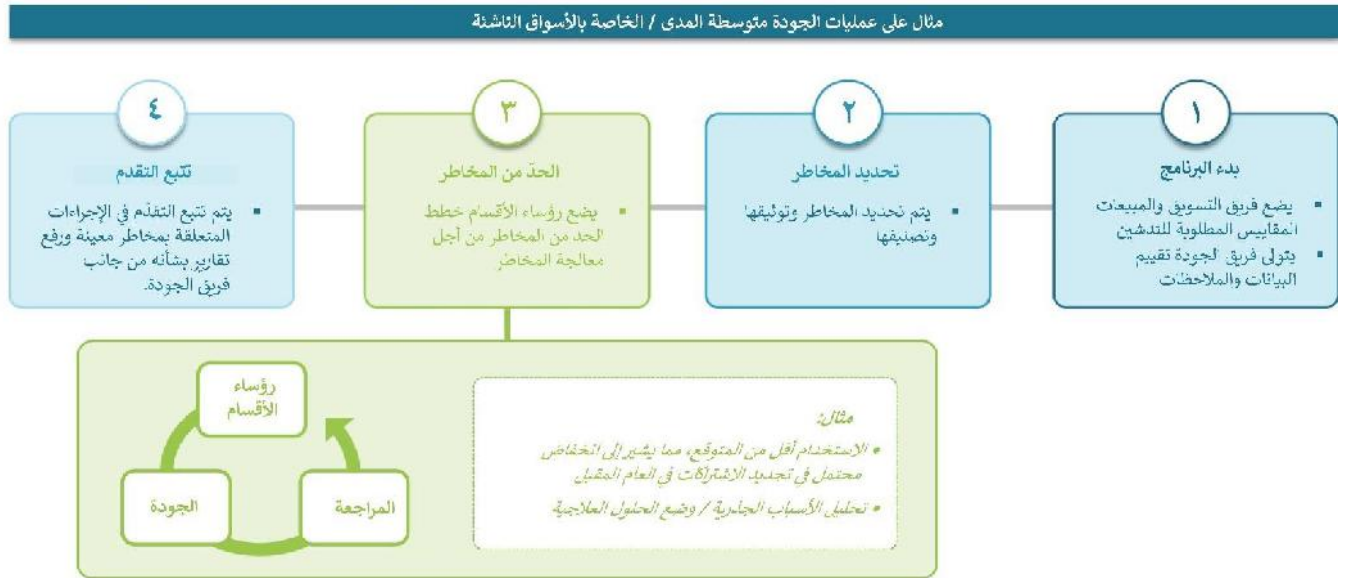 مثال على عمليات الجودة متوسطة المدى / الخاصة بالأسواق الناشئة
١
بدء البرنامج
▪ يضع فريق التسويق والمبيعات
المقاييس المطلوبة للتدشين
▪ يتولى فريق الجودة تقييم
البيانات والملاحظات
٢
تحديد المخاطر
▪ يتم تحديد المخاطر وتوثيقها
وتصنيفها
٣
الحدّ من المخاطر
▪ يضع رؤساء الأقسام خطط
الحد من المخاطر من أجل
معالجة المخاطر
٤
تتبع التقدم
▪ يتم تتبع التقدّم في الإجراءات
المتعلقة بمخاطر معينة ورفع
تقارير بشأنه من جانب
فريق الجودة.
مثال:
• الاستخدام أقل من المتوقع، مما يشير إلى انخفاض
محتمل في تجديد الاشتراكات في العام المقبل
• تحليل الأسباب الجذرية / وضع الحلول العلاجية
رؤساء
الأقسام
المراجعة
الجودة